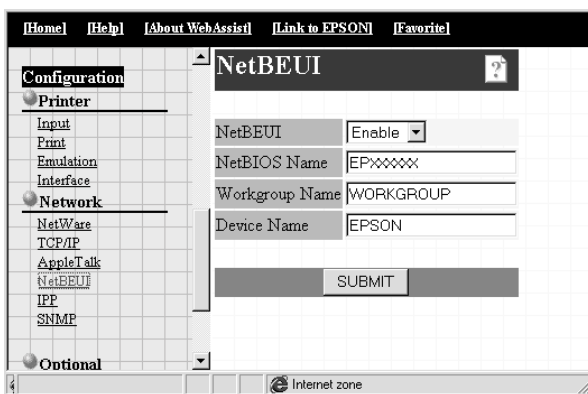 [Home] [Help] [About WebAssist] [Link to EPSON] [Favorite]
Configuration
Printer
Input
Print
Emulation
Interface
Network
NetWare
TCP/IP
AppleTalk
NetBEUI
IPP
SNMP
Optional
NetBEUI
?
NetBEUI Enable
NetBIOS Name EPXXXXX
Workgroup Name WORKGROUP
Device Name EPSON
SUBMIT
Internet zone